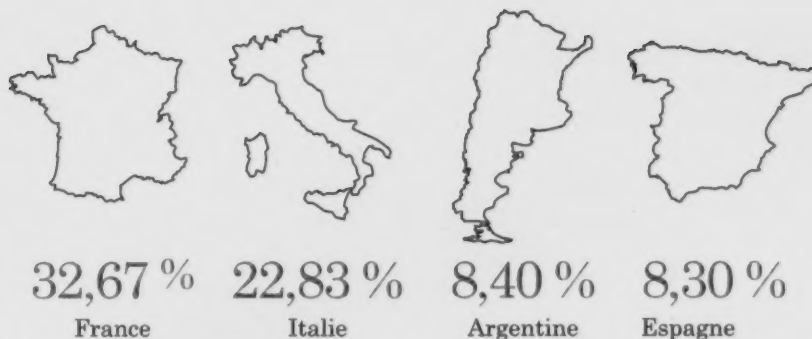 32,67 % 22,83 % 8,40 % 8,30 %
France Italie Argentine Espagne